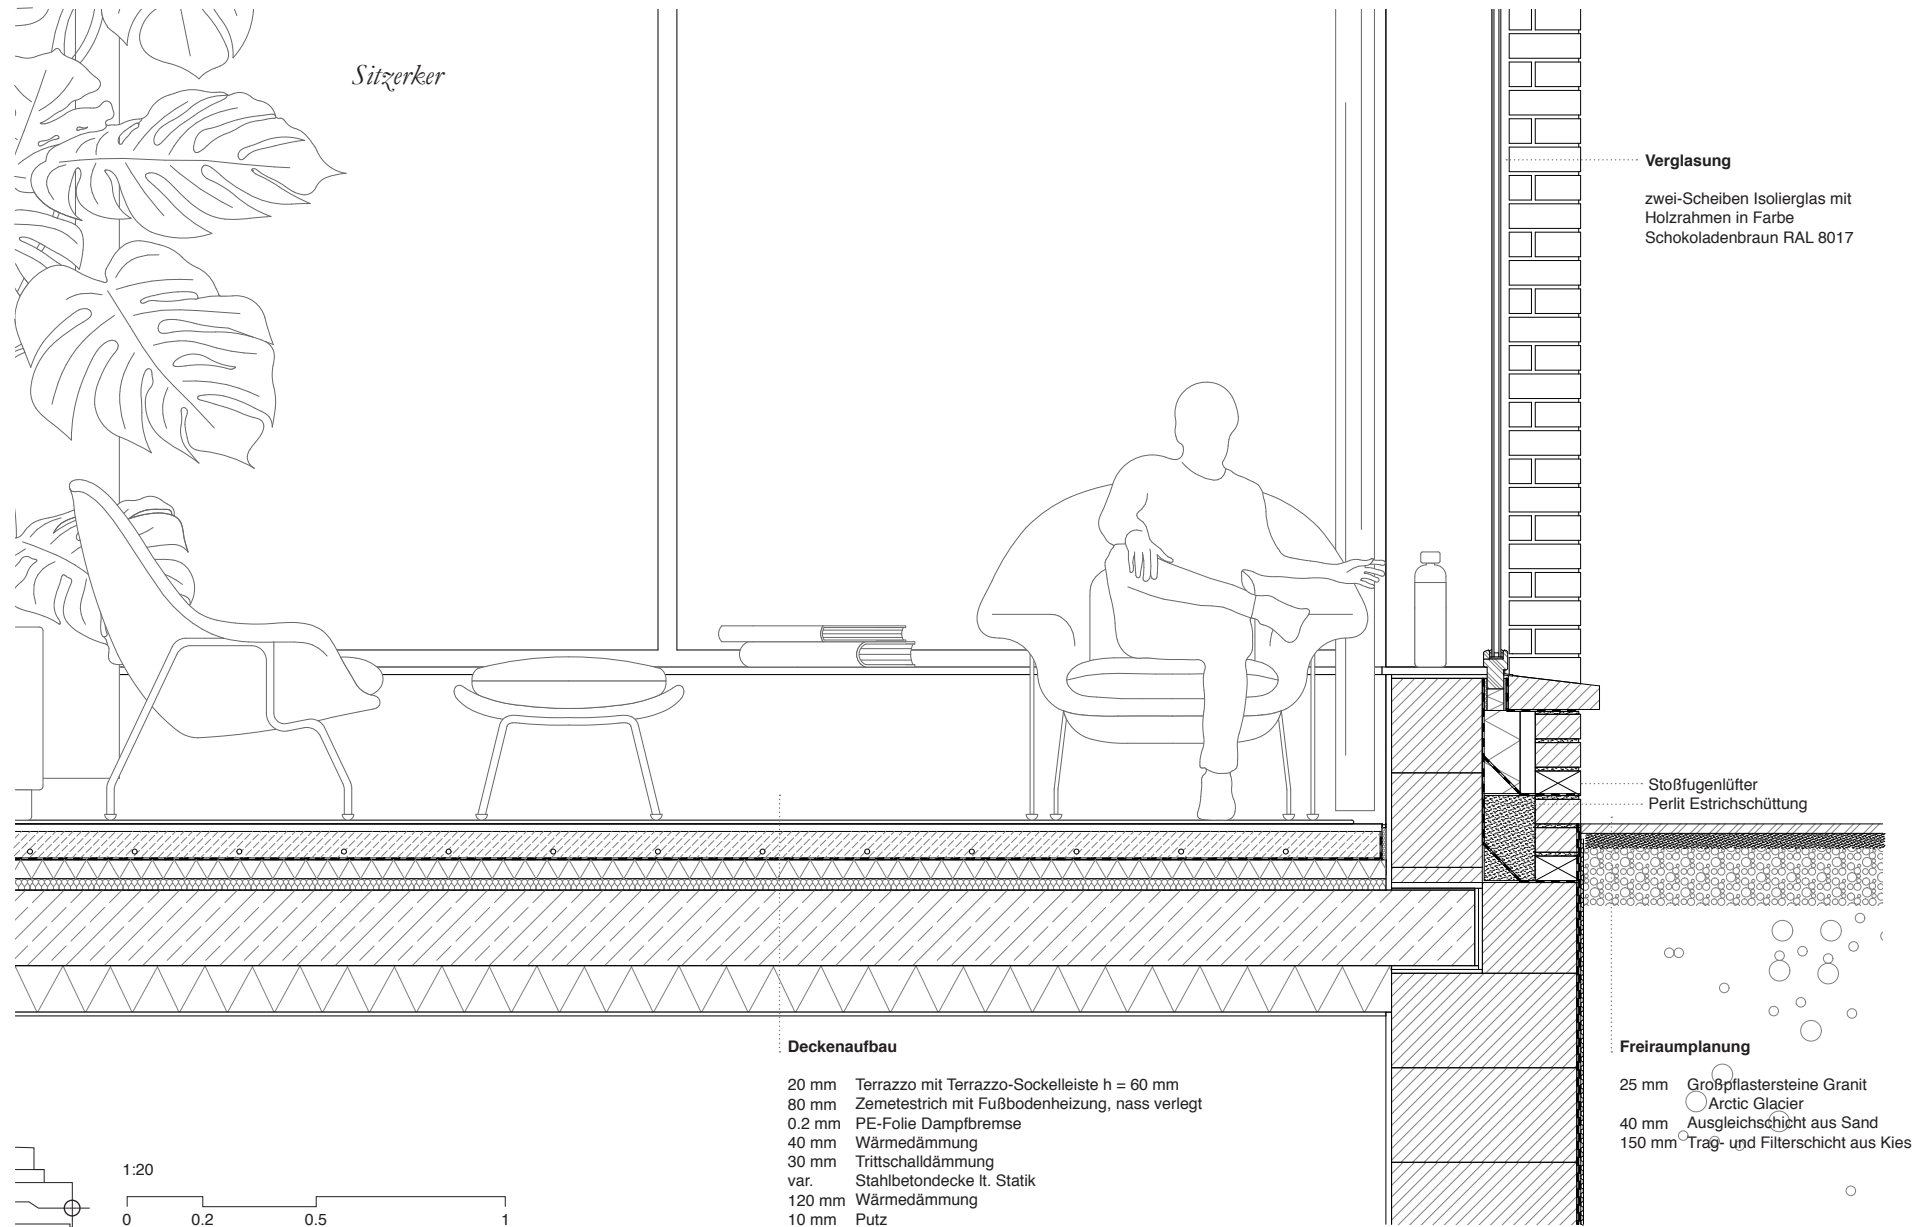 Sitzerker
Verglasung
zwei-Scheiben Isolierglas mit
Holzrahmen in Farbe
Schokoladenbraun RAL 8017
Stoßfugenlüfter
Perlit Estrichschüttung
Deckenaufbau
20 mm Terrazzo mit Terrazzo-Sockelleiste h = 60 mm
80 mm Zemetestrich mit Fußbodenheizung, nass verlegt
0.2 mm PE-Folie Dampfbremse
40 mm Wärmedämmung
30 mm Trittschalldämmung
var. Stahlbetondecke lt. Statik
120 mm Wärmedämmung
10 mm Putz
Freiraumplanung
25 mm Großpflastersteine Granit
Arctic Glacier
40 mm Ausgleichschicht aus Sand
150 mm Trag- und Filterschicht aus Kies
1:20
0 0.2 0.5 1